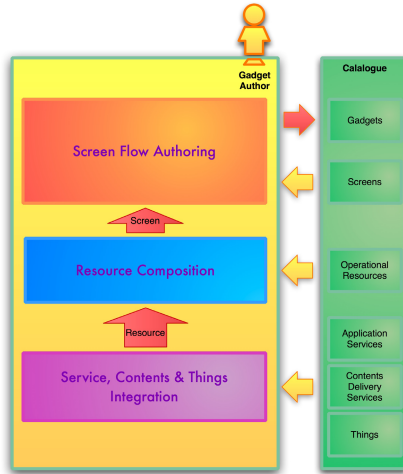 Gadget
Author
Calalogue
Screen Flow Authoring
Gadgets
Screens
Screen
Resource Composition
Operational
Resources
Resource
Application
Services
Service, Contents & Things
Integration
Contents
Delivery
Services
Things